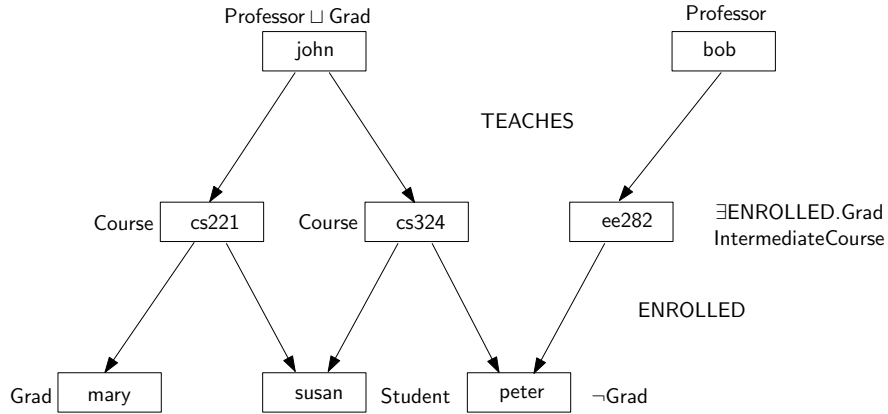 Professor ⊔ Grad
Professor
john
bob
TEACHES
Course
cs221
Course
cs324
ee282
∃ENROLLED.Grad
IntermediateCourse
ENROLLED
Grad
mary
susan
Student
peter
¬Grad